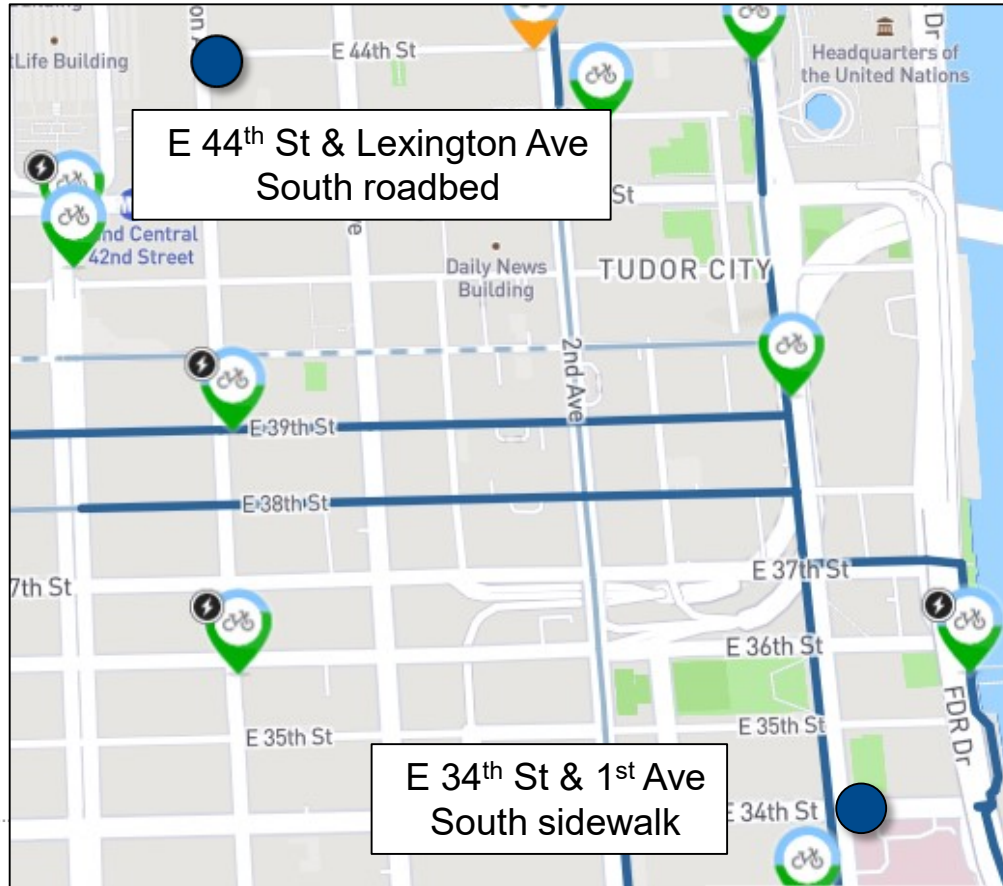 E 44th St
tLife Building
Headquarters of
the United Nations
Dr
E 44th St & Lexington Ave
South roadbed
St
nd Central
42nd Street
Daily News
Building
TUDOR CITY
2nd Ave
E 39th St
E 38th St
7th St
E 37th St
E 36th St
E 35th St
E 35th St
FDR Dr
E 34th St & 1st Ave
South sidewalk
E 34th St